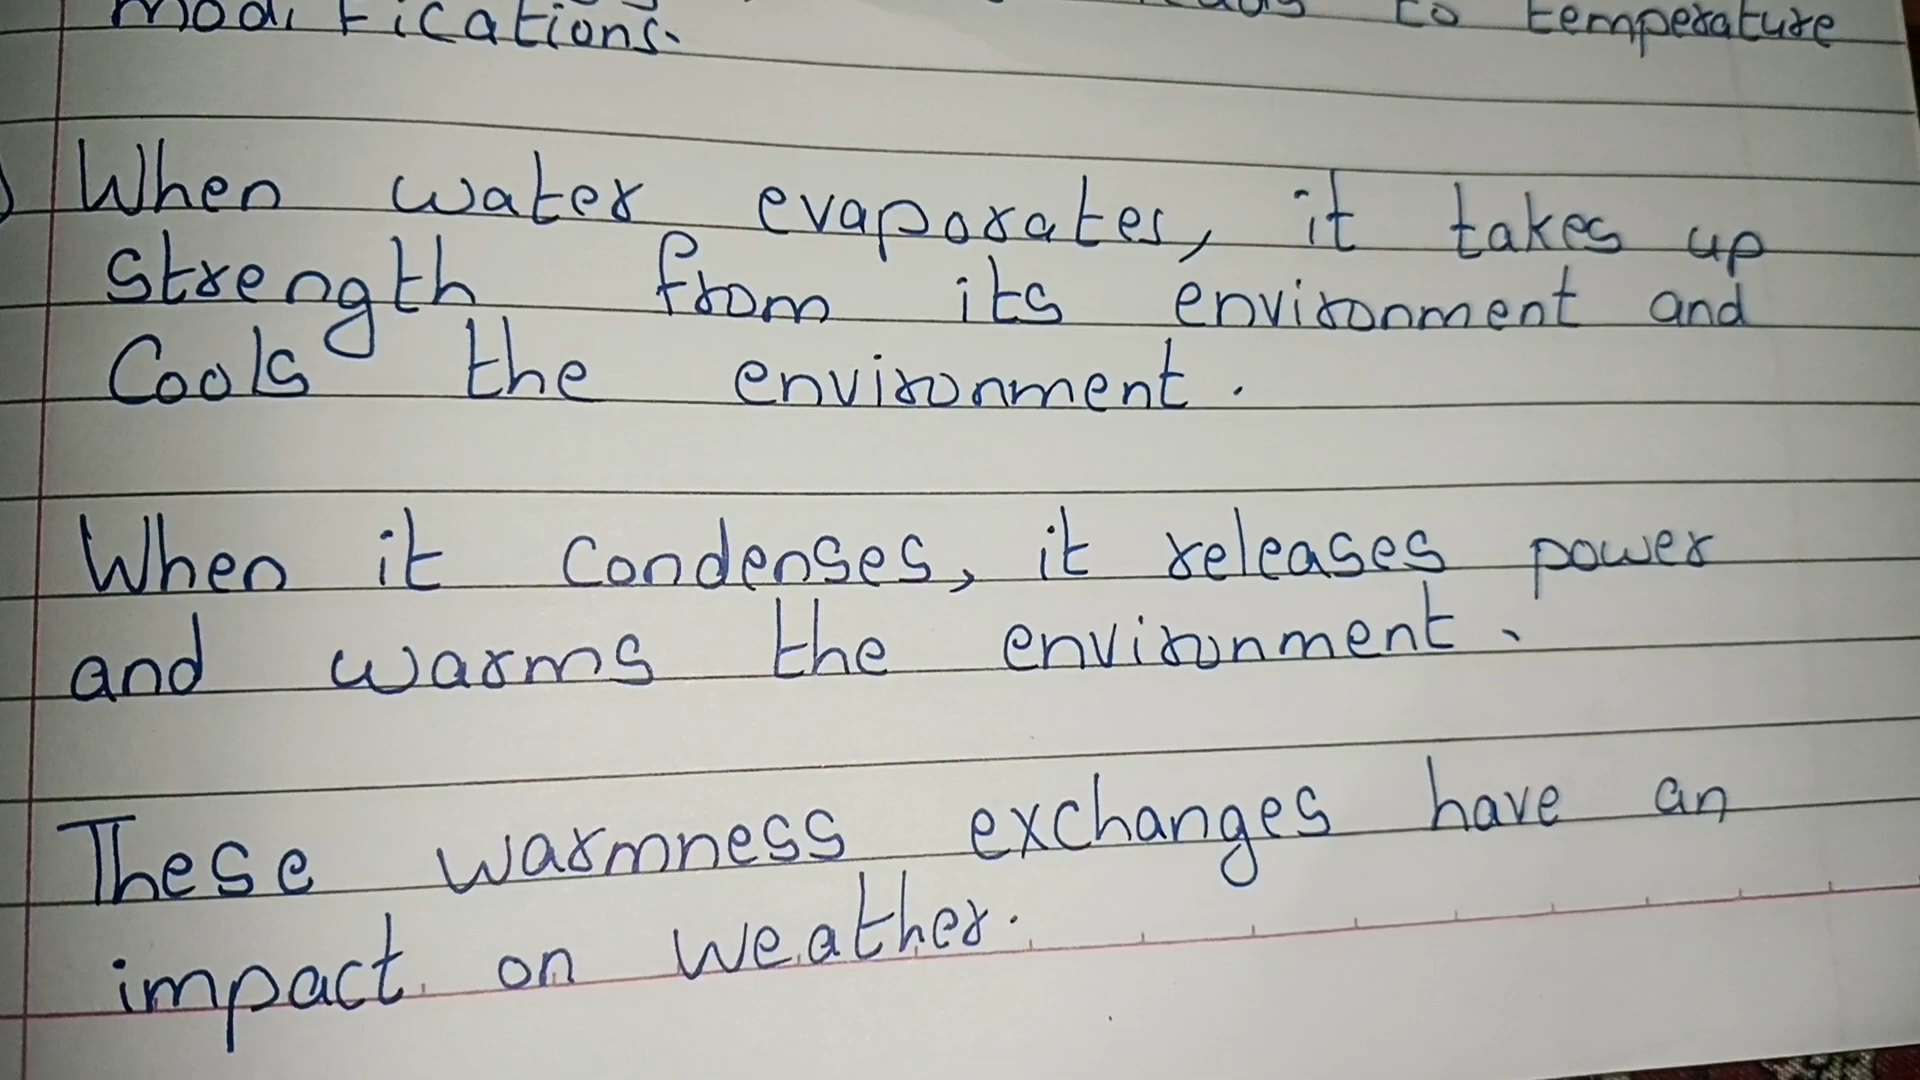 to temperature
modifications.
When water evaporates, it takes up
strength from its environment and
Cools the environment.
When it condenses, it releases power
and warms the environment.
These warmness exchanges have an
impact on weather.